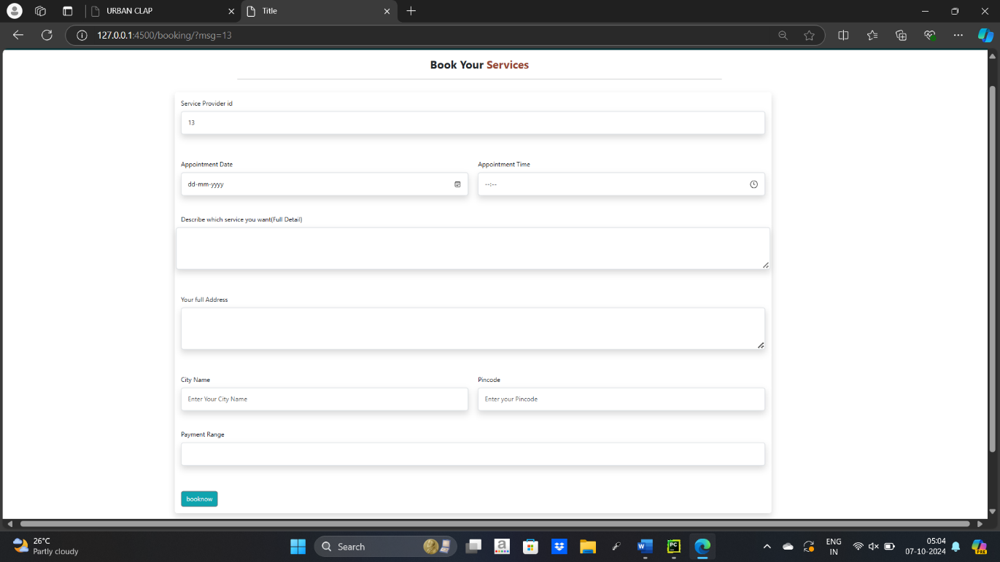 URBAN CLAP
Title
127.0.0.1:4500/booking/?msg=13
Book Your Services
Service Provider id
13
Appointment Date
Appointment Time
dd-mm-yyyy
--:--
Describe which service you want(Full Detail)
Your full Address
City Name
Pincode
Enter Your City Name
Enter your Pincode
Payment Range
booknow
26°C
Partly cloudy
Search
a
W
PC
ENG
IN
05:04
07-10-2024
PRE